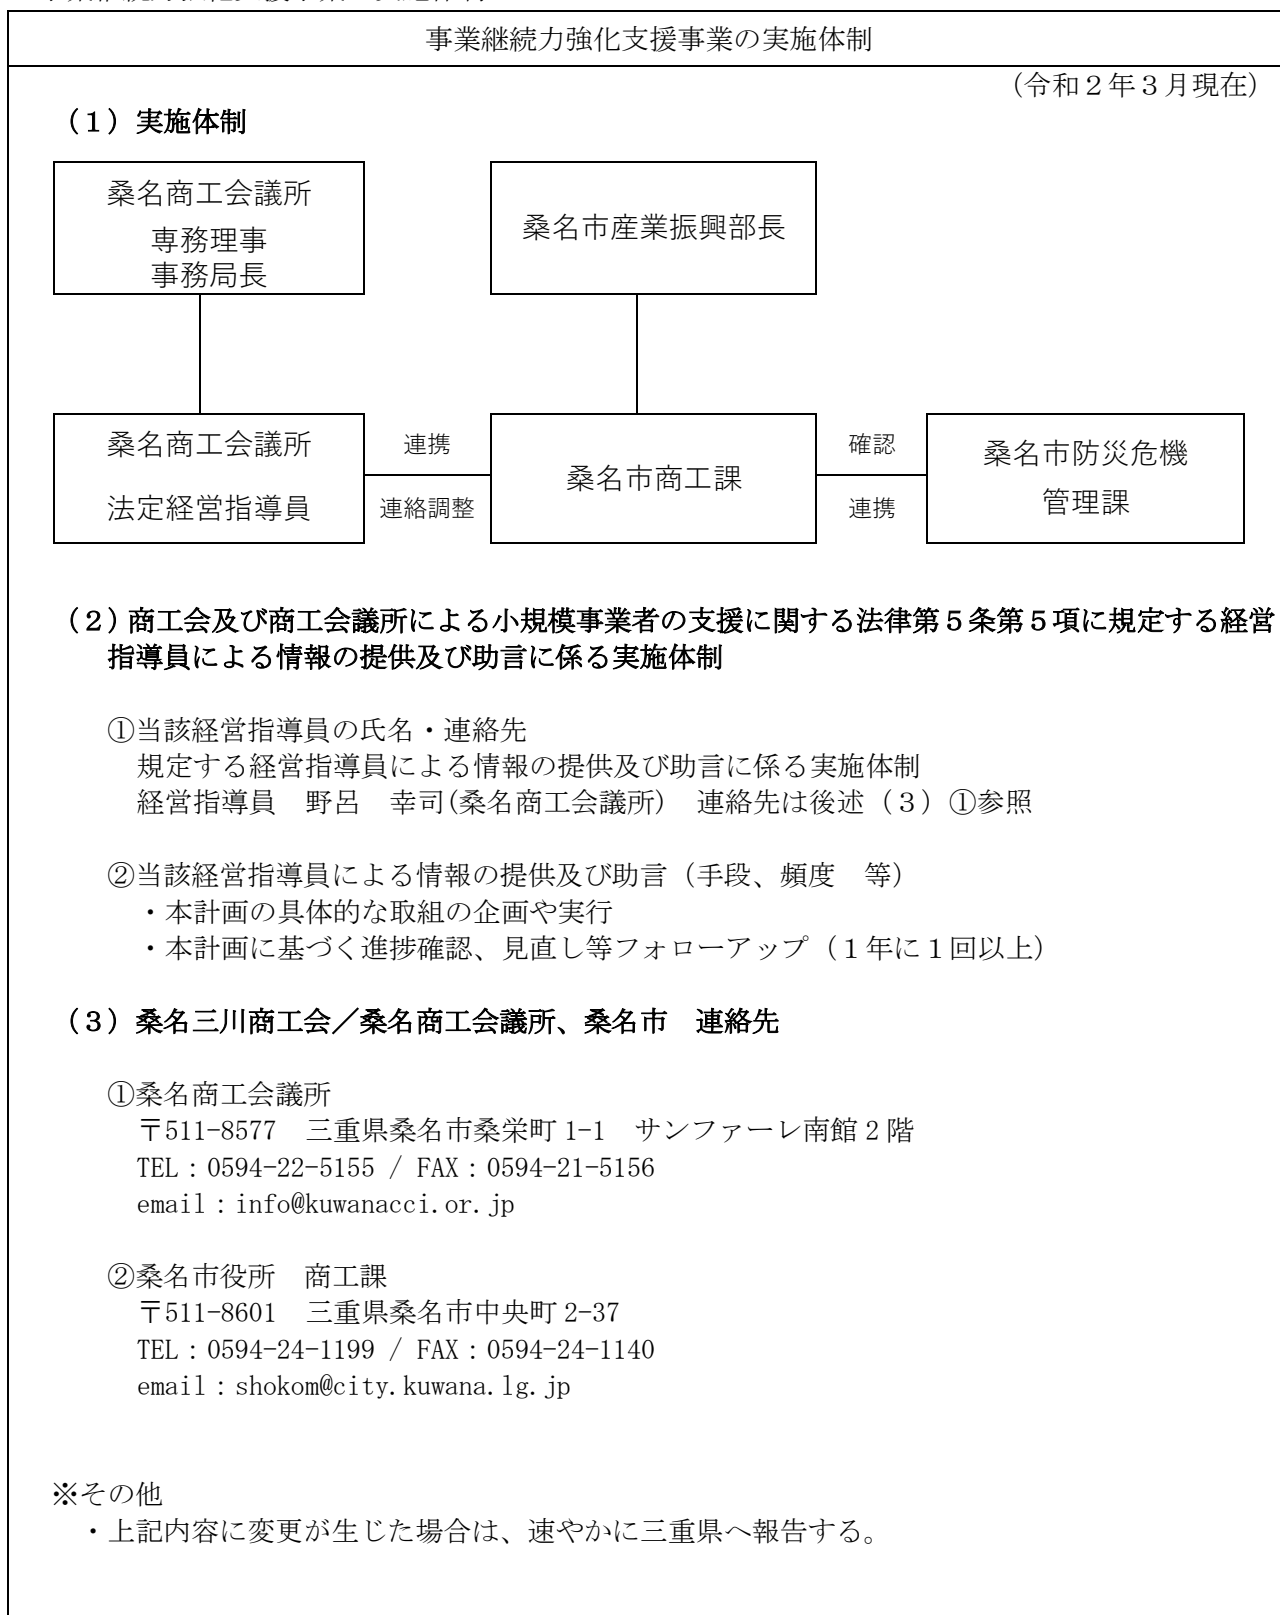 事業継続力強化支援事業の実施体制
（令和２年３月現在）
（１）実施体制
桑名商工会議所
専務理事
事務局長
桑名市産業振興部長
桑名商工会議所
法定経営指導員
連携
連絡調整
桑名市商工課
確認
連携
桑名市防災危機
管理課
（２）商工会及び商工会議所による小規模事業者の支援に関する法律第５条第５項に規定する経営
指導員による情報の提供及び助言に係る実施体制
①当該経営指導員の氏名・連絡先
規定する経営指導員による情報の提供及び助言に係る実施体制
経営指導員　野呂　幸司(桑名商工会議所)　連絡先は後述（３）①参照
②当該経営指導員による情報の提供及び助言（手段、頻度　等）
・本計画の具体的な取組の企画や実行
・本計画に基づく進捗確認、見直し等フォローアップ（１年に１回以上）
（３）桑名三川商工会／桑名商工会議所、桑名市　連絡先
①桑名商工会議所
〒511-8577　三重県桑名市桑栄町 1-1　サンファーレ南館 2 階
TEL：0594-22-5155 / FAX：0594-21-5156
email：info@kuwanacci.or.jp
②桑名市役所　商工課
〒511-8601　三重県桑名市中央町 2-37
TEL：0594-24-1199 / FAX：0594-24-1140
email：shokom@city.kuwana.lg.jp
※その他
・上記内容に変更が生じた場合は、速やかに三重県へ報告する。